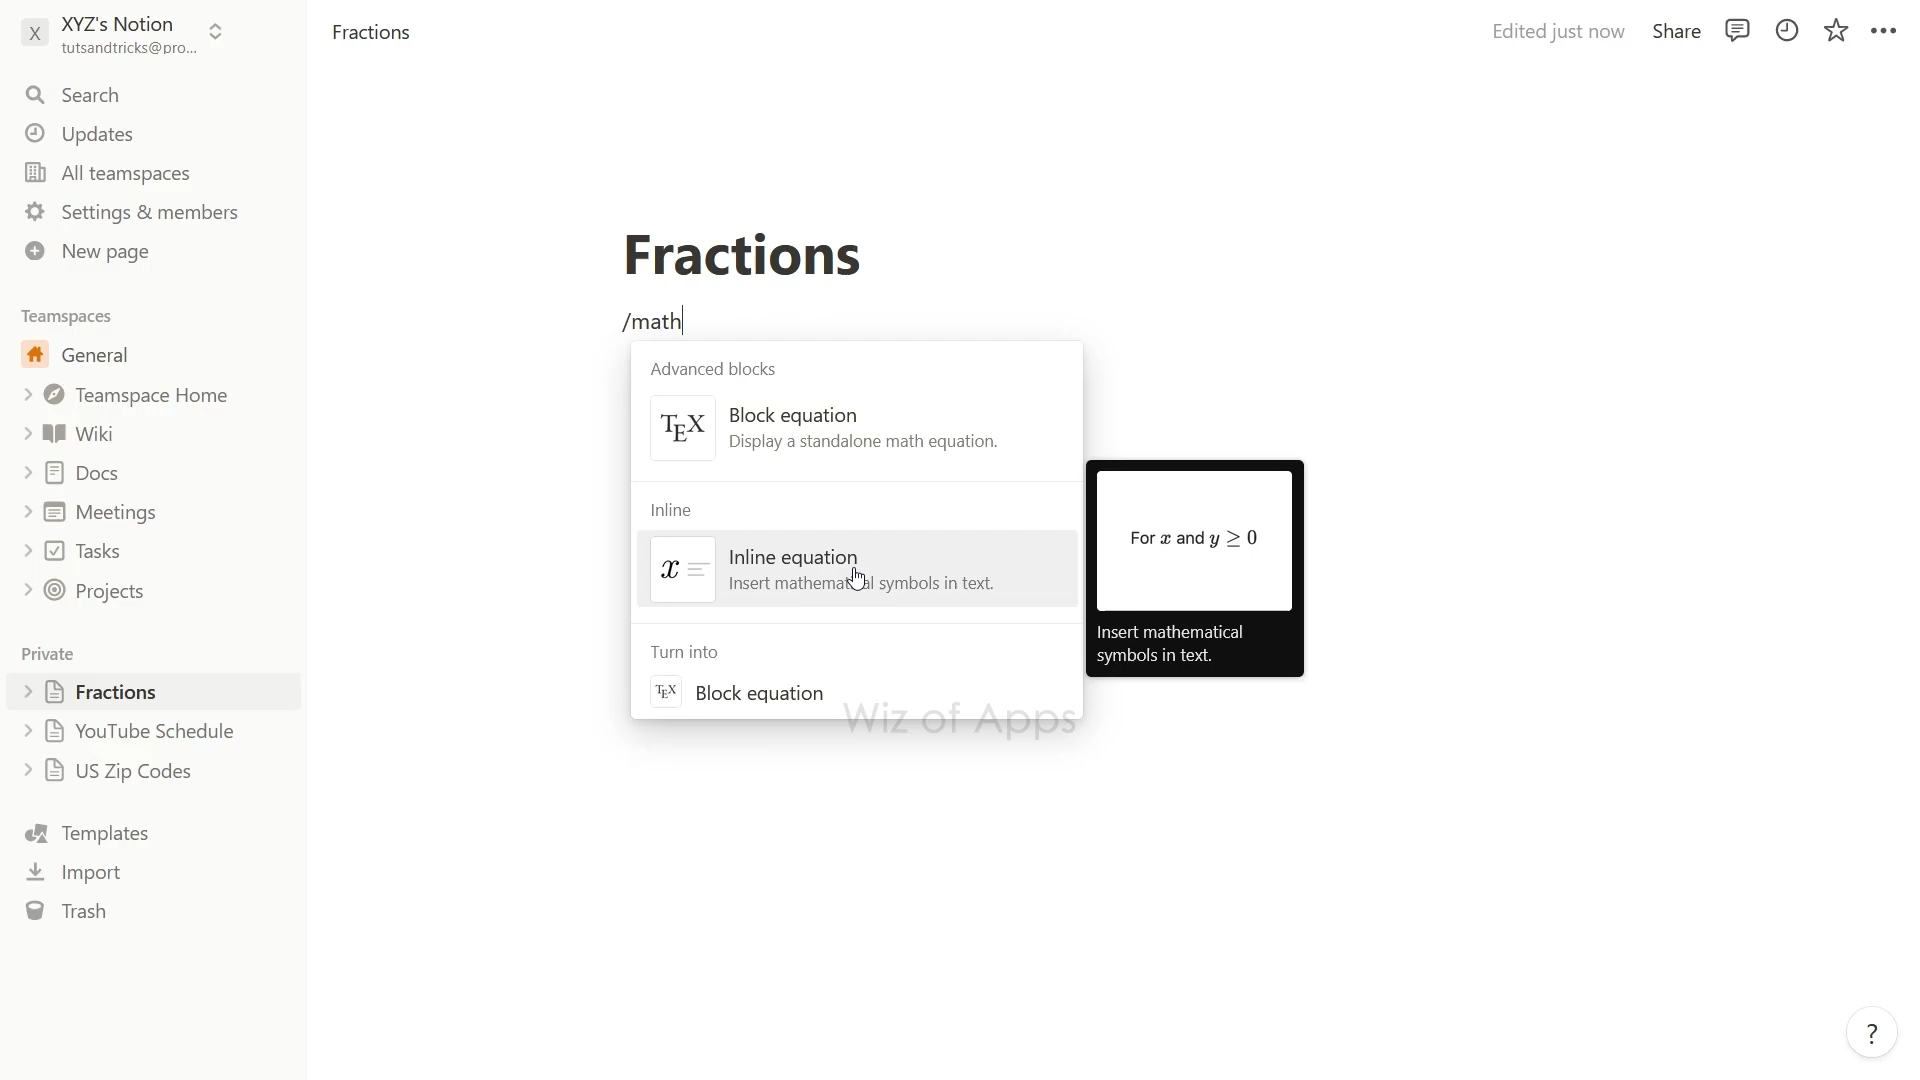 X
XYZ's Notion
tutsandtricks@pro...
Search
Updates
All teamspaces
Settings & members
New page
Teamspaces
General
Teamspace Home
Wiki
Docs
Meetings
Tasks
Projects
Private
Fractions
YouTube Schedule
US Zip Codes
Templates
Import
Trash
Fractions
Edited just now
Share
Fractions
/math
Advanced blocks
TEX
Block equation
Display a standalone math equation.
Inline
x
Inline equation
Insert mathematical symbols in text.
Turn into
TEX
Block equation
For x and y ≥ 0
Insert mathematical
symbols in text.
Wiz of Apps
?